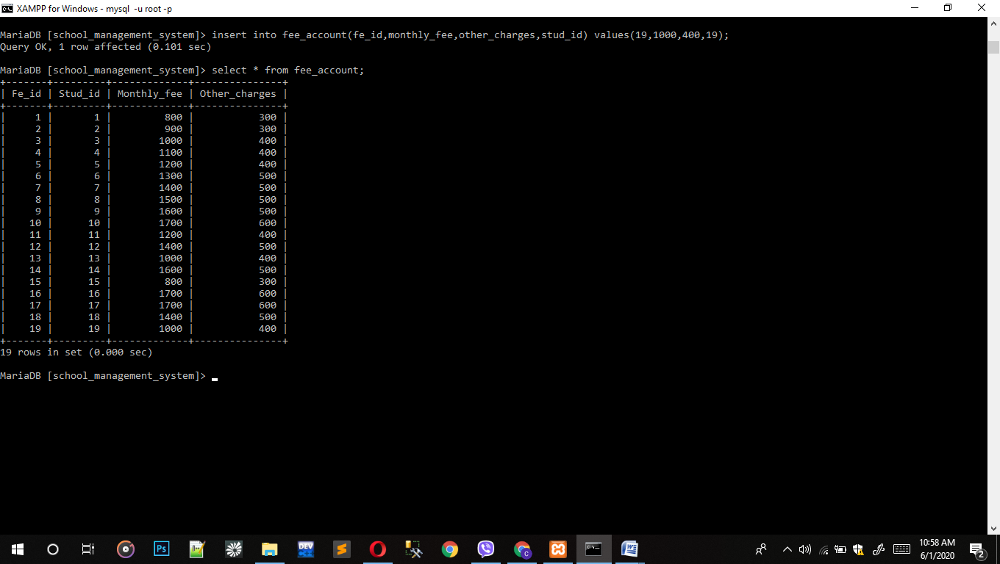 XAMPP for Windows - mysql -u root -p
MariaDB [school_management_system]> insert into fee_account(fe_id,monthly_fee,other_charges,stud_id) values(19,1000,400,19);
Query OK, 1 row affected (0.101 sec)
MariaDB [school_management_system]> select * from fee_account;
+-------+---------+-------------+---------------+
| Fe_id | Stud_id | Monthly_fee | Other_charges |
+-------+---------+-------------+---------------+
|     1 |       1 |         800 |           300 |
|     2 |       2 |         900 |           300 |
|     3 |       3 |        1000 |           400 |
|     4 |       4 |        1100 |           400 |
|     5 |       5 |        1200 |           400 |
|     6 |       6 |        1300 |           500 |
|     7 |       7 |        1400 |           500 |
|     8 |       8 |        1500 |           500 |
|     9 |       9 |        1600 |           500 |
|    10 |      10 |        1700 |           600 |
|    11 |      11 |        1200 |           400 |
|    12 |      12 |        1400 |           500 |
|    13 |      13 |        1000 |           400 |
|    14 |      14 |        1600 |           500 |
|    15 |      15 |         800 |           300 |
|    16 |      16 |        1700 |           600 |
|    17 |      17 |        1700 |           600 |
|    18 |      18 |        1400 |           500 |
|    19 |      19 |        1000 |           400 |
+-------+---------+-------------+---------------+
19 rows in set (0.000 sec)
MariaDB [school_management_system]>
Ps
DEV
C
10:58 AM
6/1/2020
2